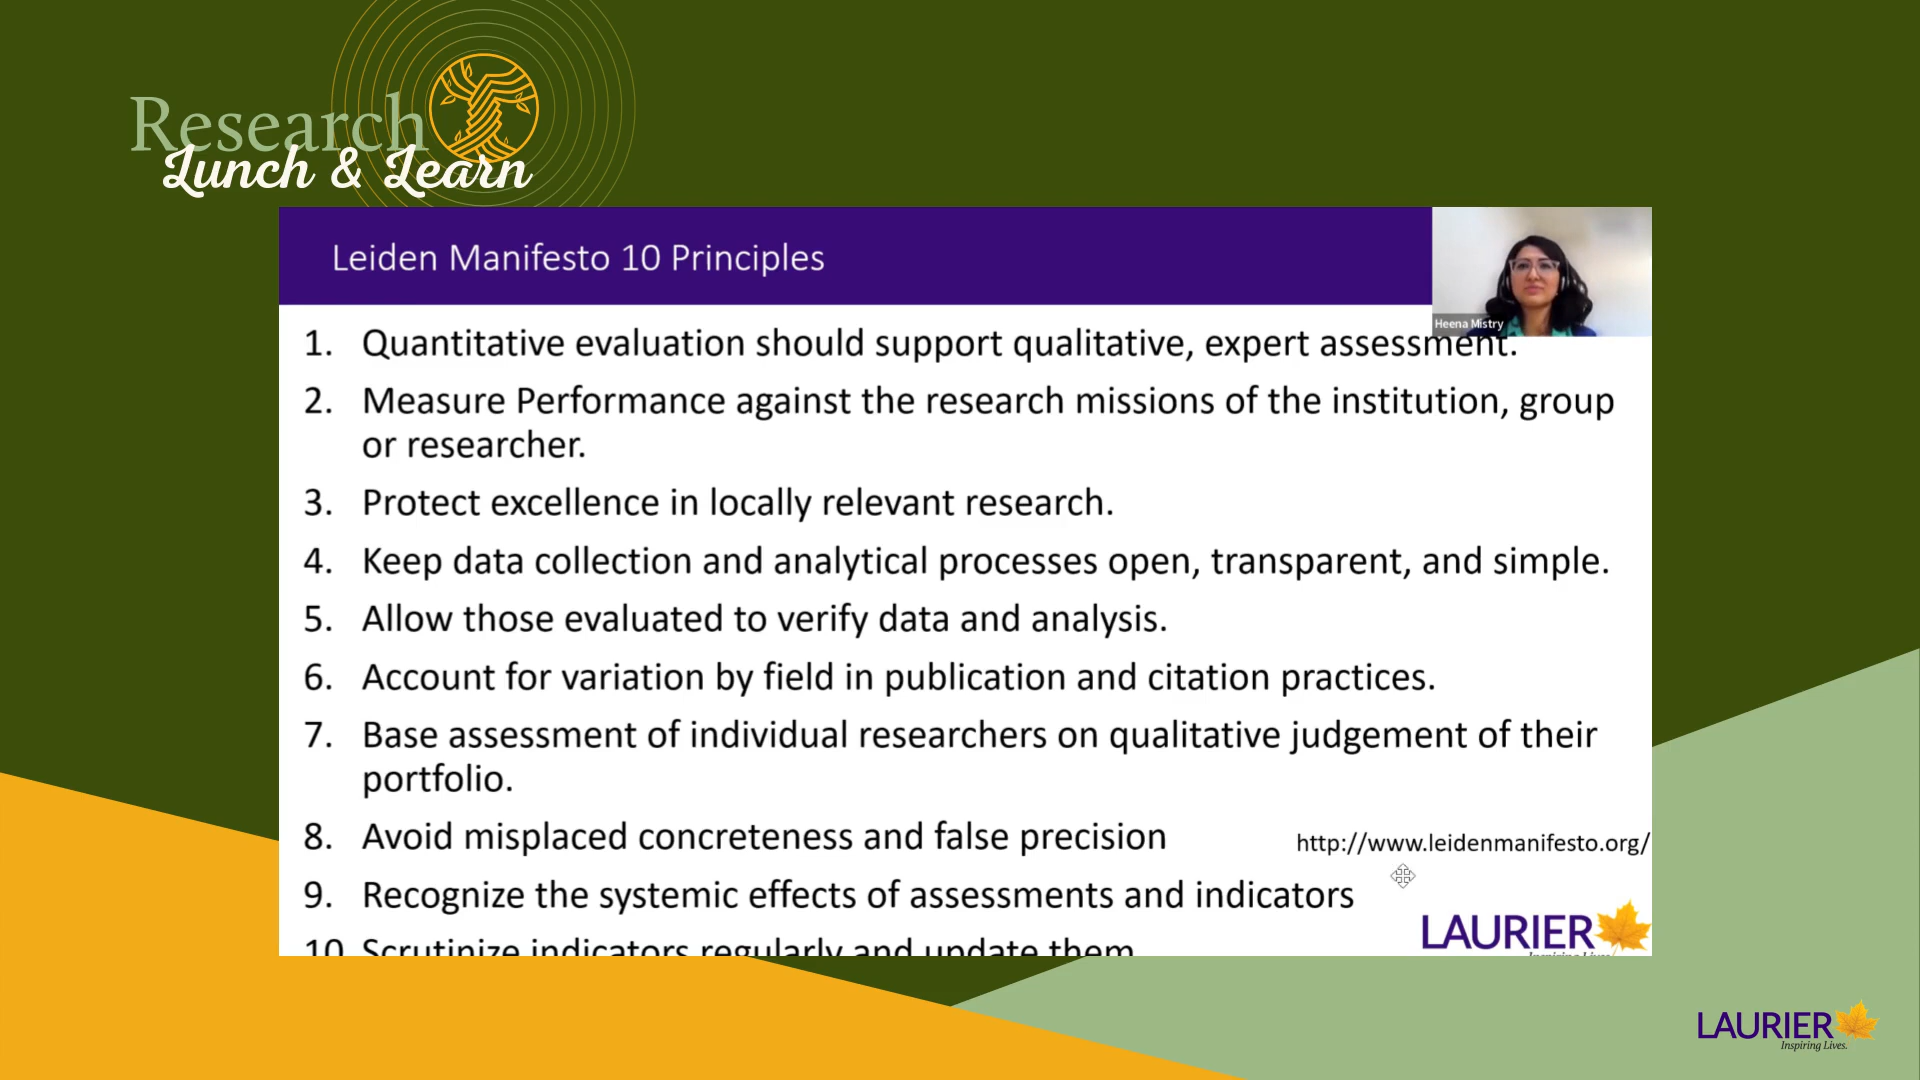 Research
Lunch & Learn
Leiden Manifesto 10 Principles
Heena Mistry
1. Quantitative evaluation should support qualitative, expert assessment.
2. Measure Performance against the research missions of the institution, group
or researcher.
3. Protect excellence in locally relevant research.
4. Keep data collection and analytical processes open, transparent, and simple.
5. Allow those evaluated to verify data and analysis.
6. Account for variation by field in publication and citation practices.
7. Base assessment of individual researchers on qualitative judgement of their
portfolio.
8. Avoid misplaced concreteness and false precision
http://www.leidenmanifesto.org/
9. Recognize the systemic effects of assessments and indicators
10. Scrutinize indicators regularly and update them
LAURIER
Inspiring Lives
LAURIER
Inspiring Lives.